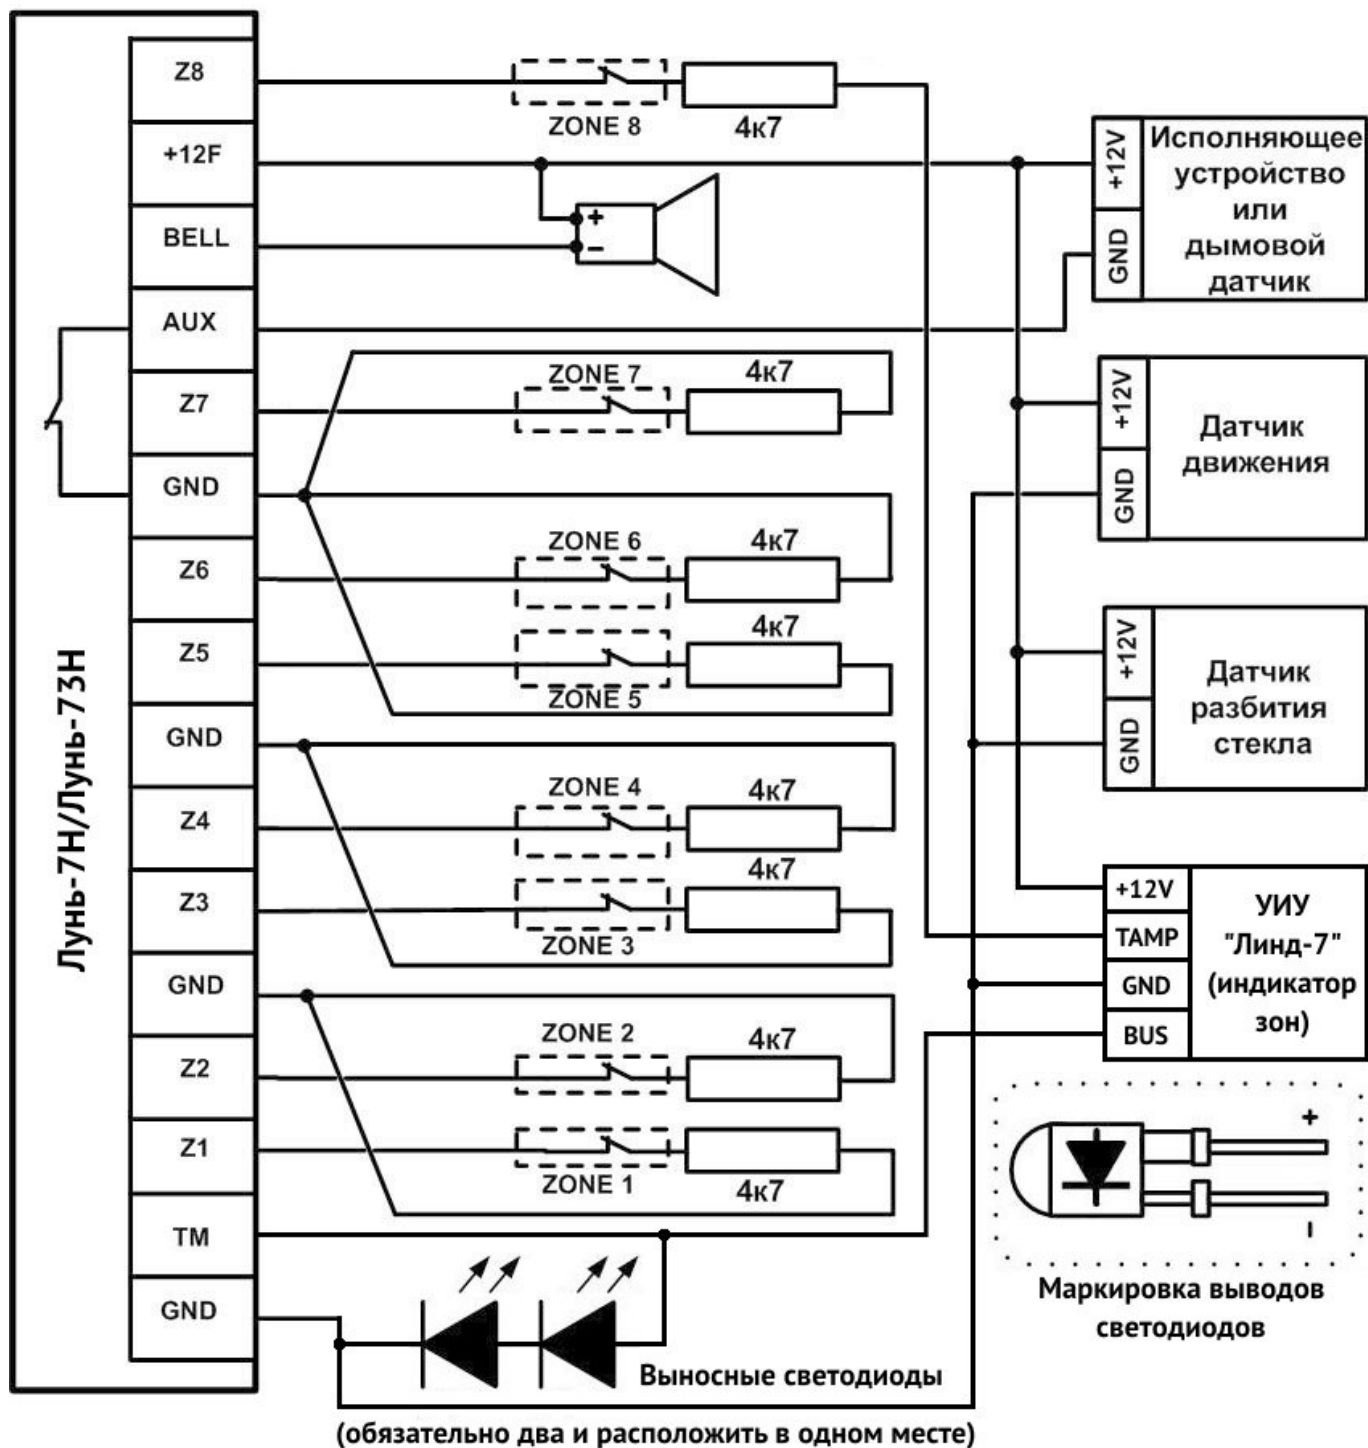 Лунь-7Н/Лунь-73Н
Z8
+12F
BELL
AUX
Z7
GND
Z6
Z5
GND
Z4
Z3
GND
Z2
Z1
TM
GND
ZONE 8
4к7
+
–
ZONE 7
4к7
ZONE 6
4к7
4к7
ZONE 5
ZONE 4
4к7
4к7
ZONE 3
ZONE 2
4к7
ZONE 1
4к7
+12V
GND
Исполняющее
устройство
или
дымовой
датчик
+12V
GND
Датчик
движения
+12V
GND
Датчик
разбития
стекла
+12V
TAMP
GND
BUS
УИУ
"Линд-7"
(индикатор
зон)
+
–
Маркировка выводов
светодиодов
Выносные светодиоды
(обязательно два и расположить в одном месте)